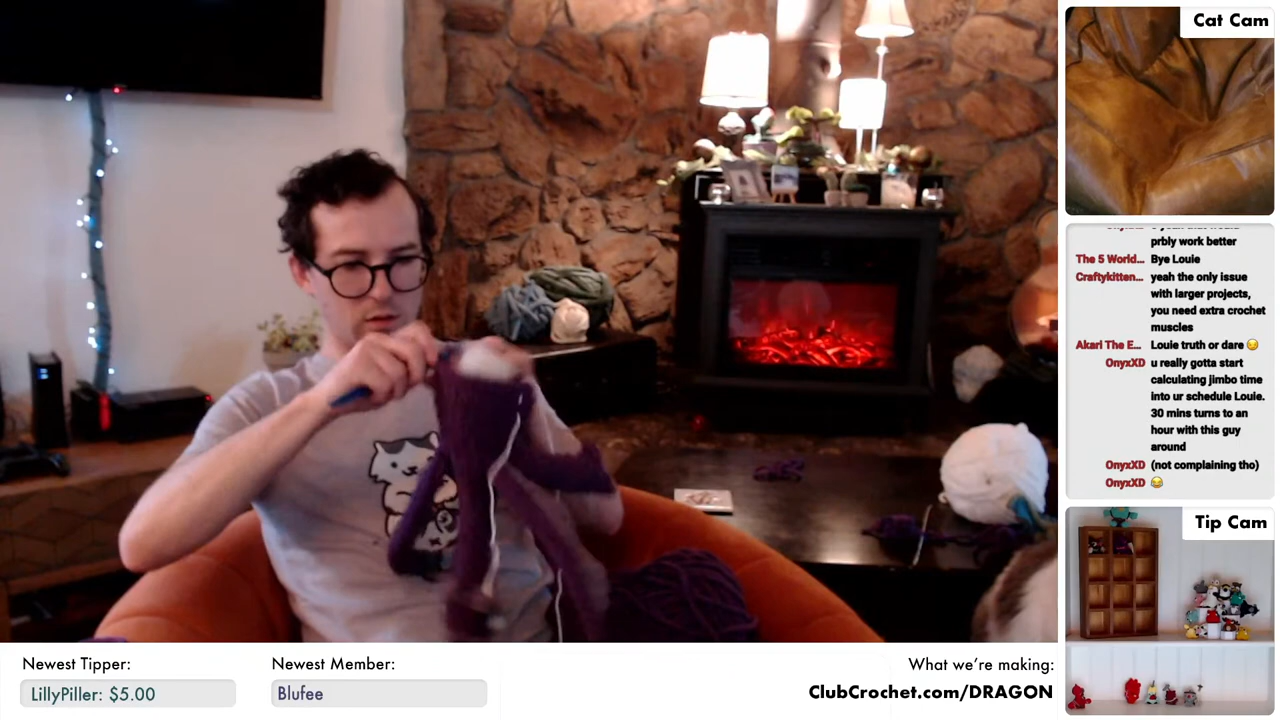 Cat Cam
prbly work better
The 5 World... Bye Louie
Craftykitten... yeah the only issue
with larger projects,
you need extra crochet
muscles
Akari The E... Louie truth or dare 😏
OnyxXD u really gotta start
calculating jimbo time
into ur schedule Louie.
30 mins turns to an
hour with this guy
around
OnyxXD (not complaining tho)
OnyxXD 😂
Tip Cam
Newest Tipper:
LillyPiller: $5.00
Newest Member:
Blufee
What we're making:
ClubCrochet.com/DRAGON